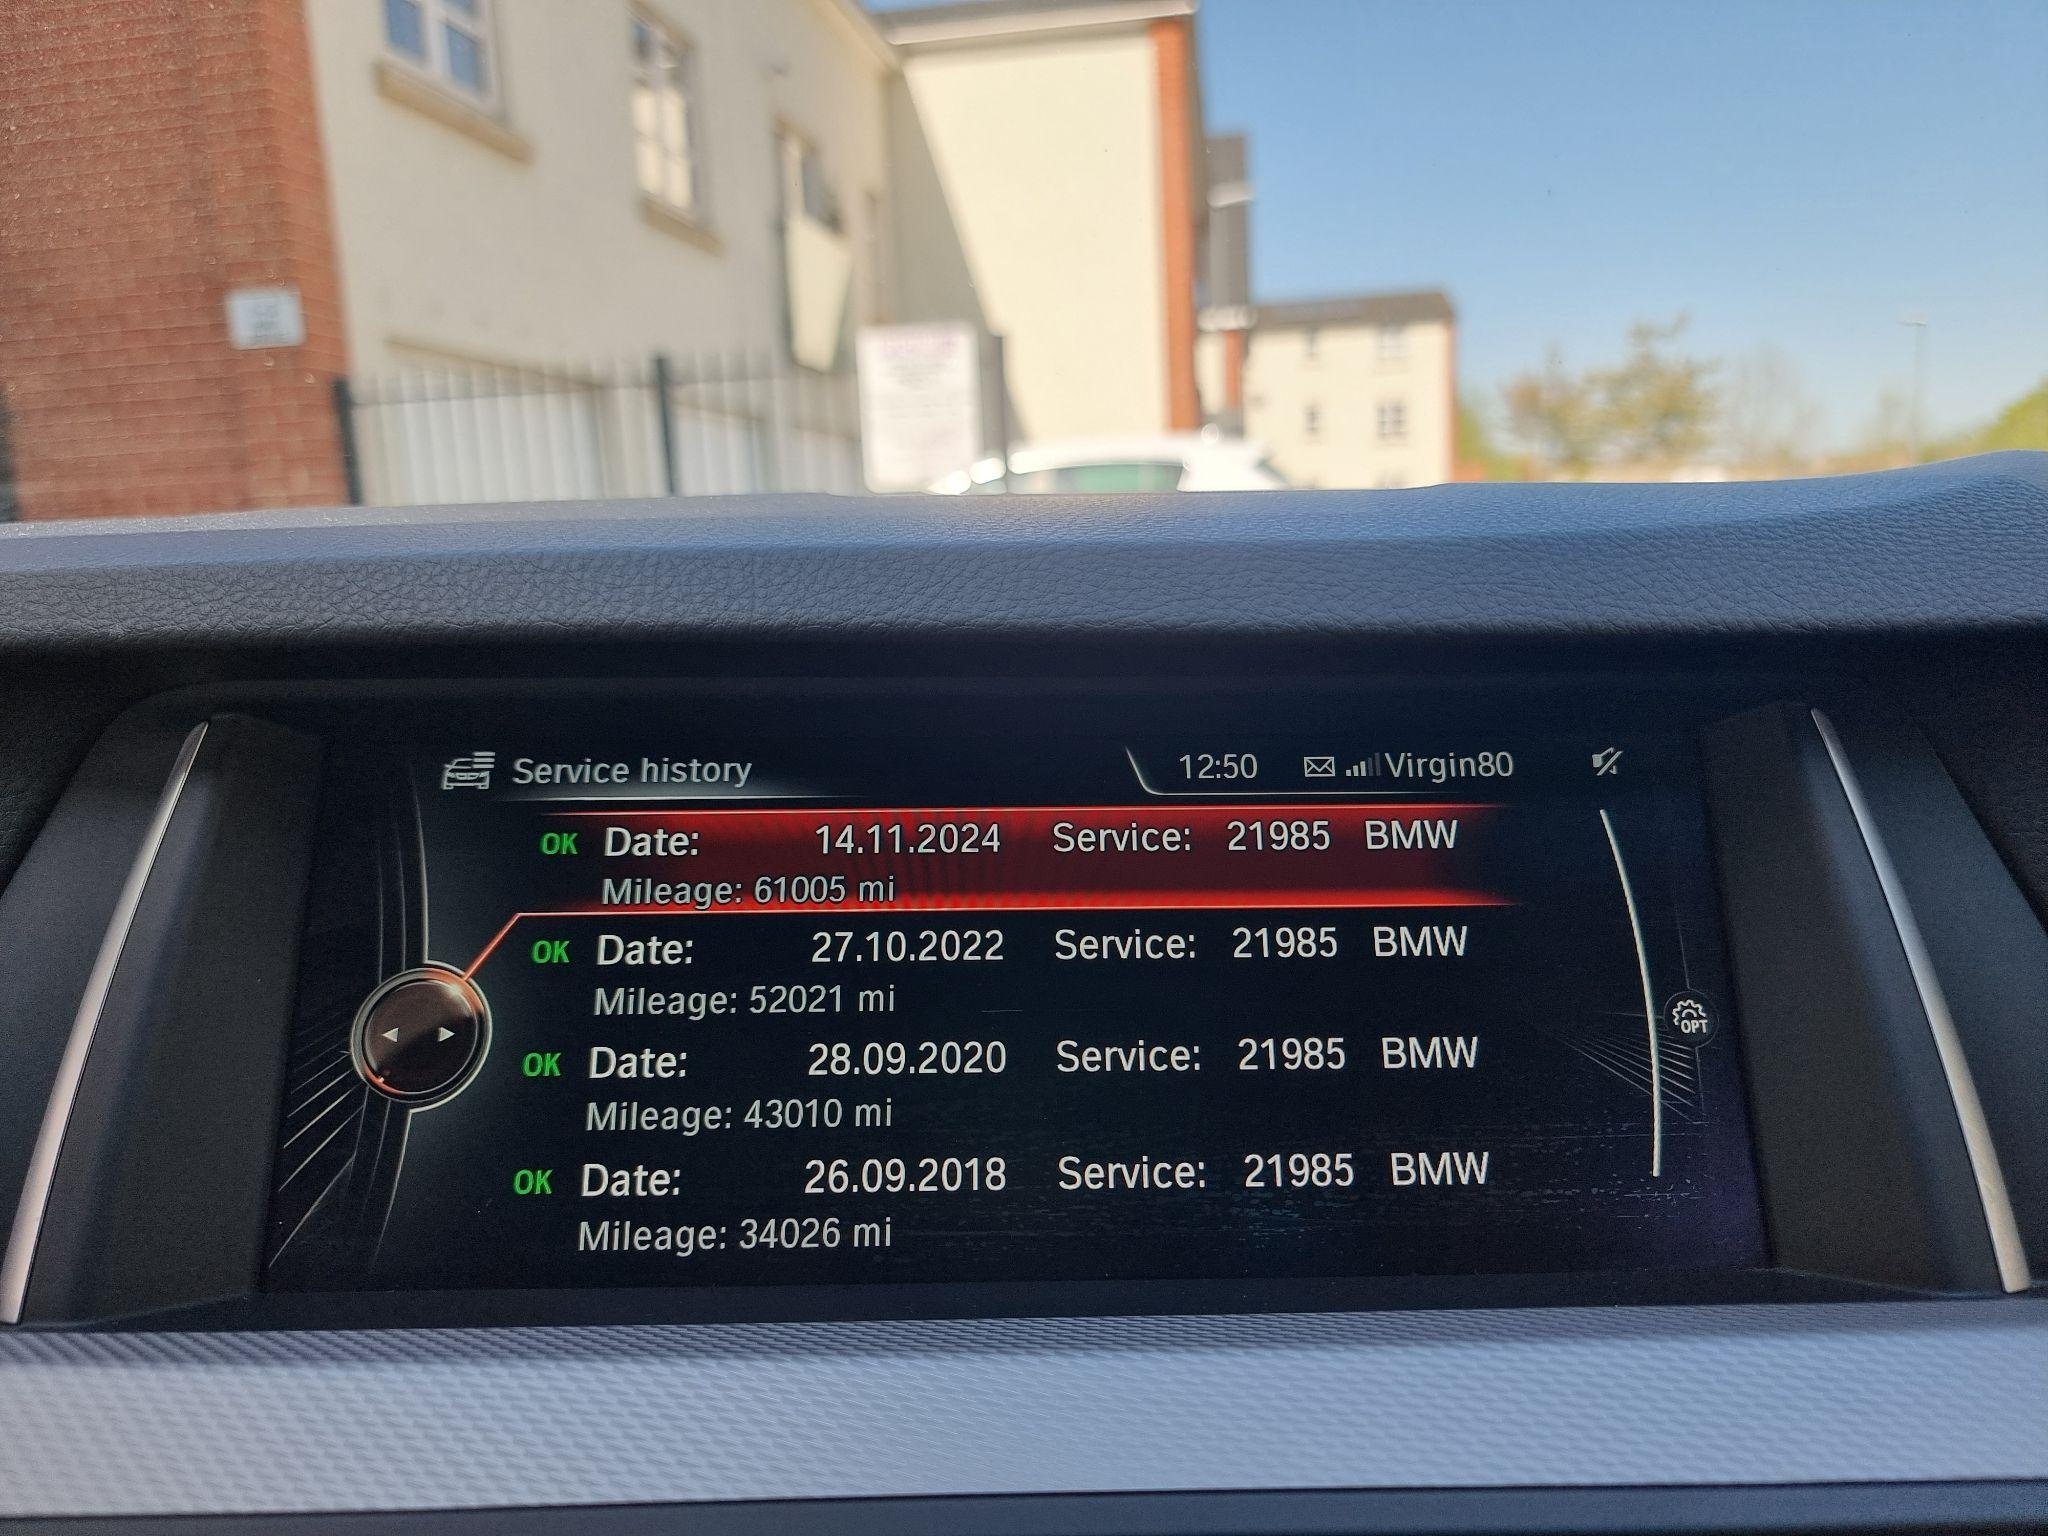 Service history 12:50 Virgin80
OK Date: 14.11.2024 Service: 21985 BMW
Mileage: 61005 mi
OK Date: 27.10.2022 Service: 21985 BMW
Mileage: 52021 mi
OK Date: 28.09.2020 Service: 21985 BMW
Mileage: 43010 mi
OK Date: 26.09.2018 Service: 21985 BMW
Mileage: 34026 mi
OPT